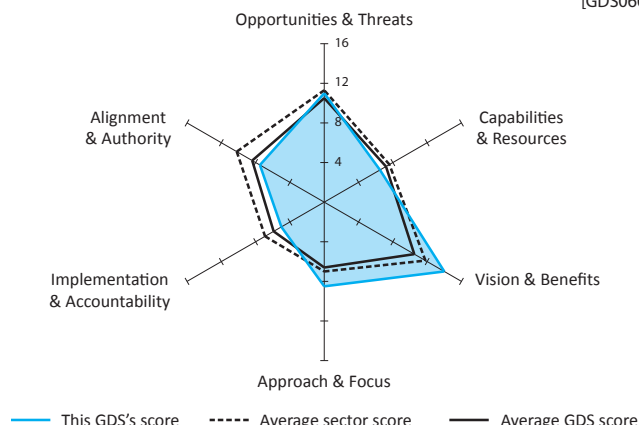 [GDS060
Opportunities & Threats
16
12
8
4
Alignment
& Authority
Capabilities
& Resources
Implementation
& Accountability
Vision & Benefits
Approach & Focus
This GDS's score
Average sector score
Average GDS score